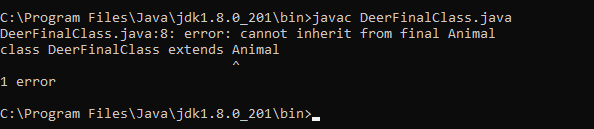 C:\Program Files\Java\jdk1.8.0_201\bin>javac DeerFinalClass.java
DeerFinalClass.java:8: error: cannot inherit from final Animal
class DeerFinalClass extends Animal
^
1 error
C:\Program Files\Java\jdk1.8.0_201\bin>